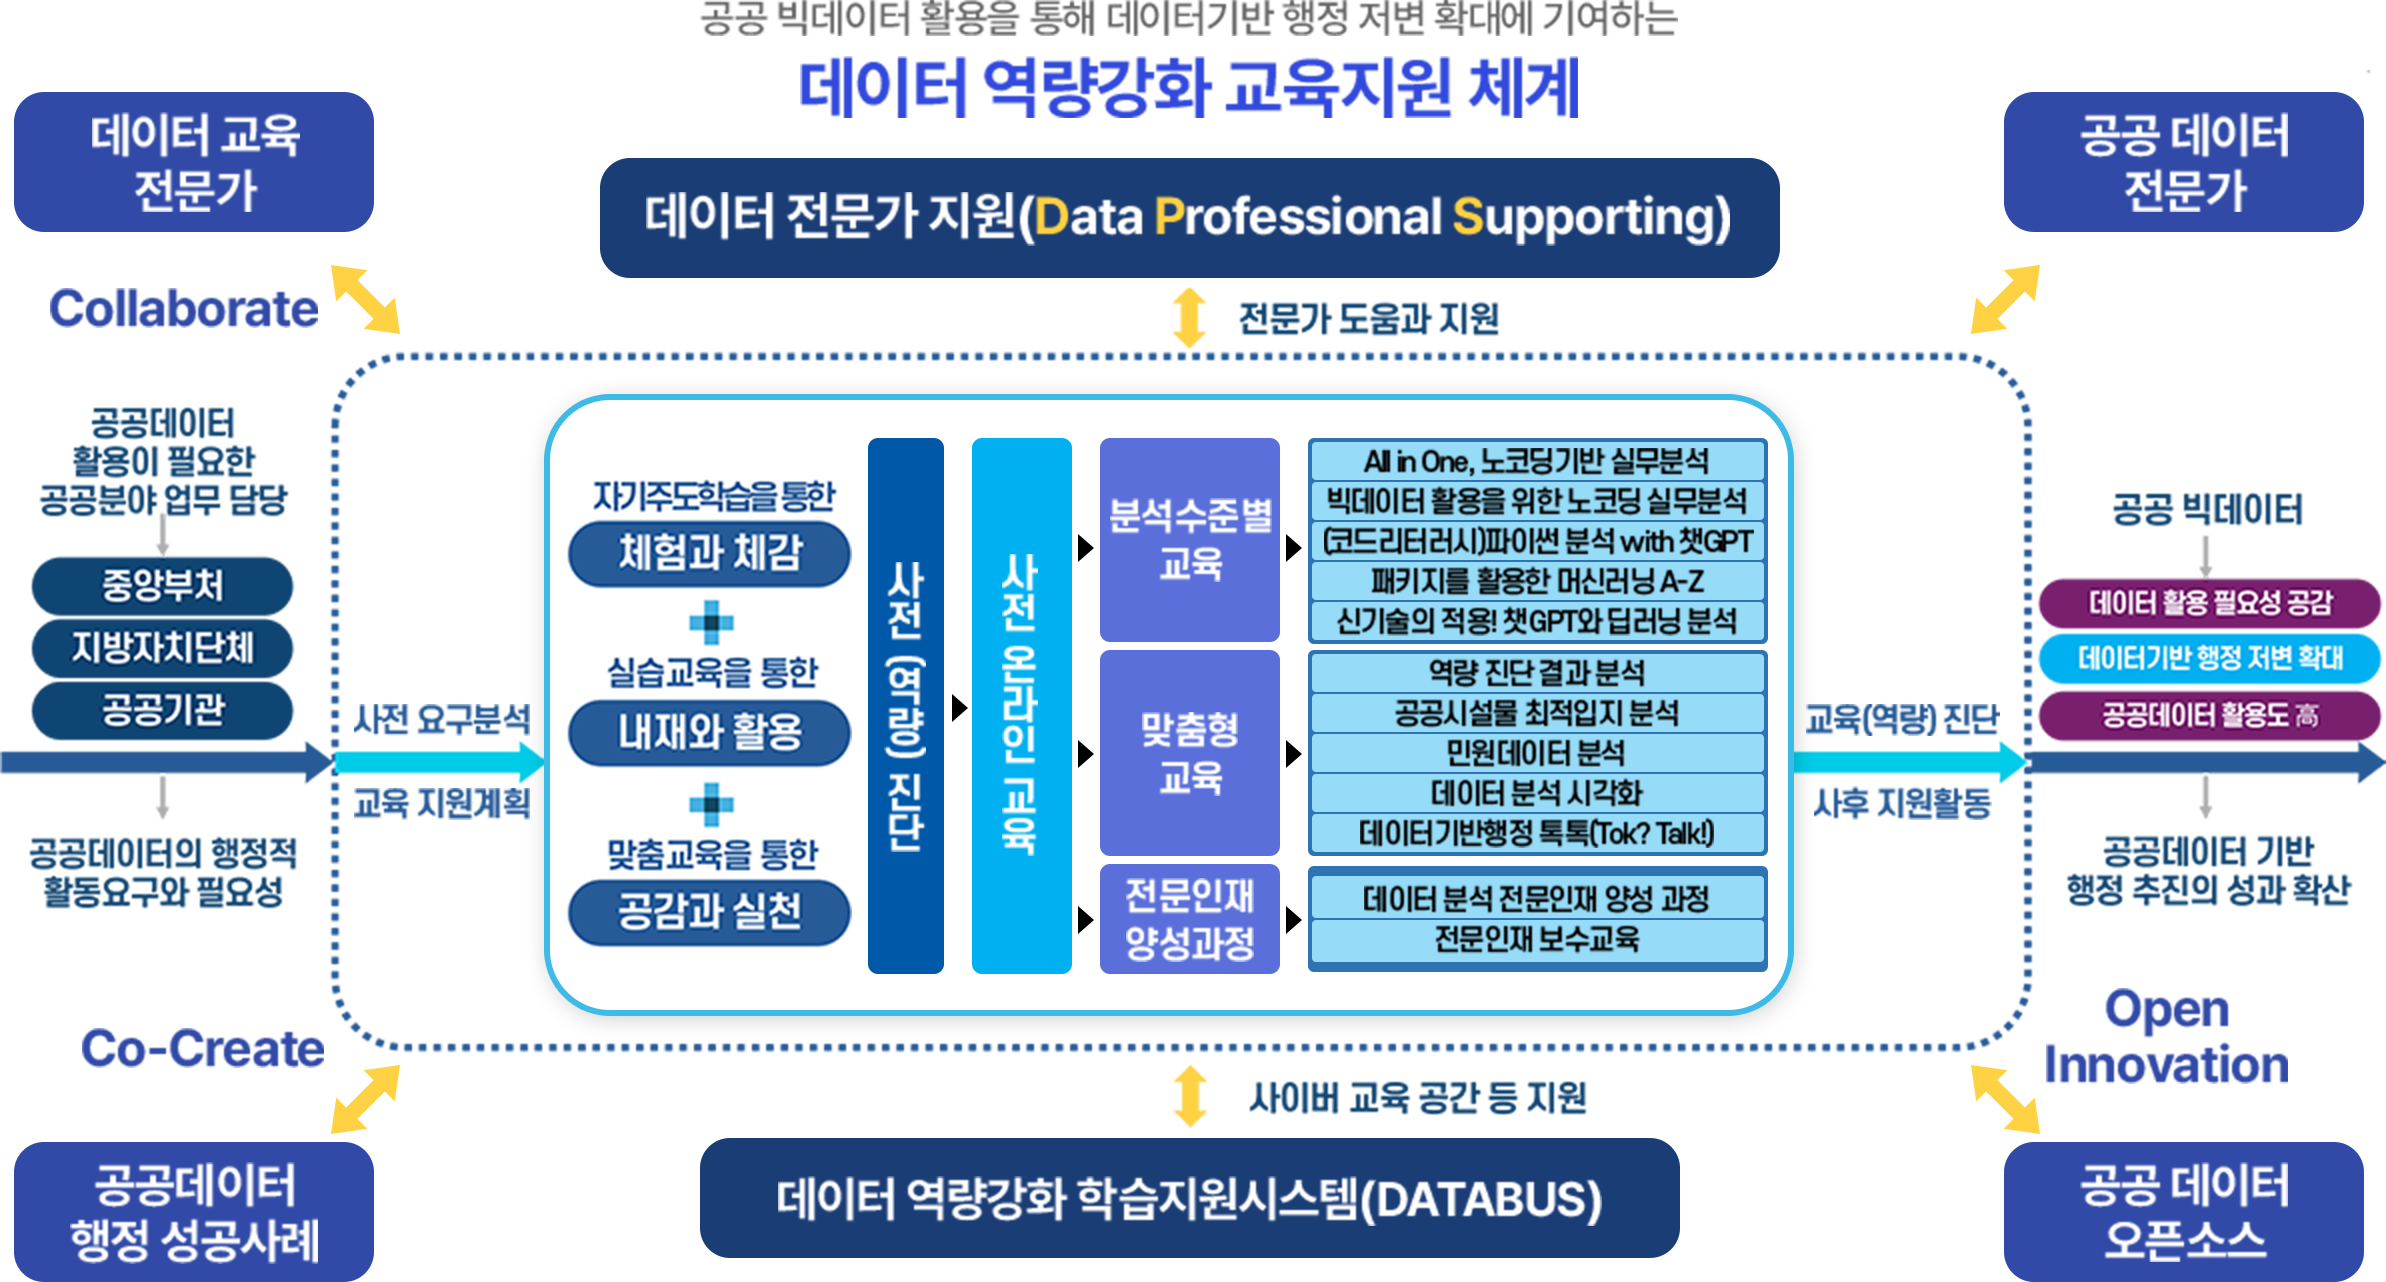 공공 빅데이터 활용을 통해 데이터기반 행정 저변 확대에 기여하는
데이터 역량강화 교육지원 체계
데이터 교육
전문가
공공 데이터
전문가
데이터 전문가 지원(Data Professional Supporting)
Collaborate
전문가 도움과 지원
공공데이터
활용이 필요한
공공분야 업무 담당
중앙부처
지방자치단체
공공기관
공공데이터의 행정적
활동요구와 필요성
사전 요구분석
교육 지원계획
자기주도학습을 통한
체험과 체감
실습교육을 통한
내재와 활용
맞춤교육을 통한
공감과 실천
사전 (역량) 진단
사전 온라인 교육
분석수준별
교육
All in One, 노코딩기반 실무분석
빅데이터 활용을 위한 노코딩 실무분석
(코드리터러시)파이썬 분석 with 챗GPT
패키지를 활용한 머신러닝 A-Z
신기술의 적용! 챗GPT와 딥러닝 분석
맞춤형
교육
역량 진단 결과 분석
공공시설물 최적입지 분석
민원데이터 분석
데이터 분석 시각화
데이터기반행정 톡톡(Tok? Talk!)
전문인재
양성과정
데이터 분석 전문인재 양성 과정
전문인재 보수교육
교육(역량) 진단
사후 지원활동
공공 빅데이터
데이터 활용 필요성 공감
데이터기반 행정 저변 확대
공공데이터 활용도 高
공공데이터 기반
행정 추진의 성과 확산
Co-Create
Open
Innovation
사이버 교육 공간 등 지원
공공데이터
행정 성공사례
데이터 역량강화 학습지원시스템(DATABUS)
공공 데이터
오픈소스